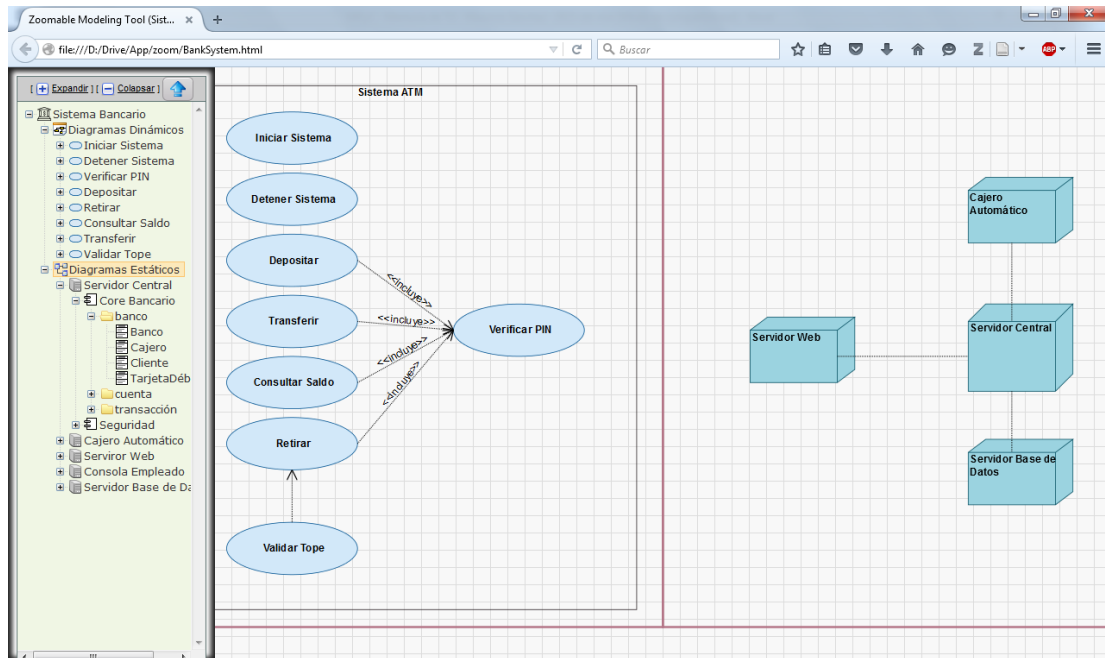 Zoomable Modeling Tool (Sist...
file:///D:/Drive/App/zoom/BankSystem.html
Buscar
ABP
[ Expandir ] [ Colapsar ]
Sistema Bancario
Diagramas Dinámicos
Iniciar Sistema
Detener Sistema
Verificar PIN
Depositar
Retirar
Consultar Saldo
Transferir
Validar Tope
Diagramas Estáticos
Servidor Central
Core Bancario
banco
Banco
Cajero
Cliente
TarjetaDéb
cuenta
transacción
Seguridad
Cajero Automático
Serviror Web
Consola Empleado
Servidor Base de Da
Sistema ATM
Iniciar Sistema
Detener Sistema
Depositar
<<incluye>>
Transferir
<<incluye>>
Verificar PIN
Consultar Saldo
<<incluye>>
Retirar
<<incluye>>
Validar Tope
Cajero
Automático
Servidor Web
Servidor Central
Servidor Base de
Datos